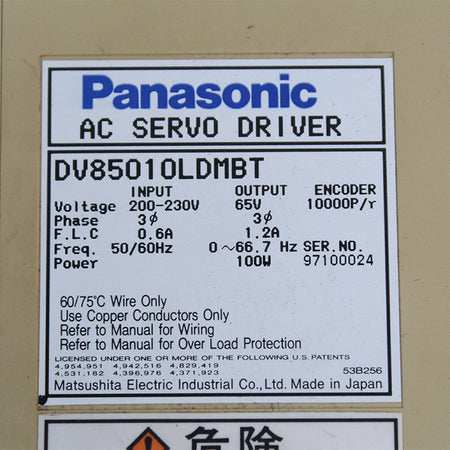 Panasonic
AC SERVO DRIVER
DV85010LDMBT
INPUT OUTPUT ENCODER
Voltage 200-230V 65V 10000P/r
Phase 3ϕ 3ϕ
F.L.C 0.6A 1.2A
Freq. 50/60Hz 0~66.7 Hz SER.NO.
Power 100W 97100024
60/75°C Wire Only
Use Copper Conductors Only
Refer to Manual for Wiring
Refer to Manual for Over Load Protection
LICENSED UNDER ONE OR MORE OF THE FOLLOWING U.S. PATENTS
4,954,951 4,942,516 4,829,419
4,531,182 4,396,976 4,371,923 53B256
Matsushita Electric Industrial Co., Ltd. Made in Japan
危険